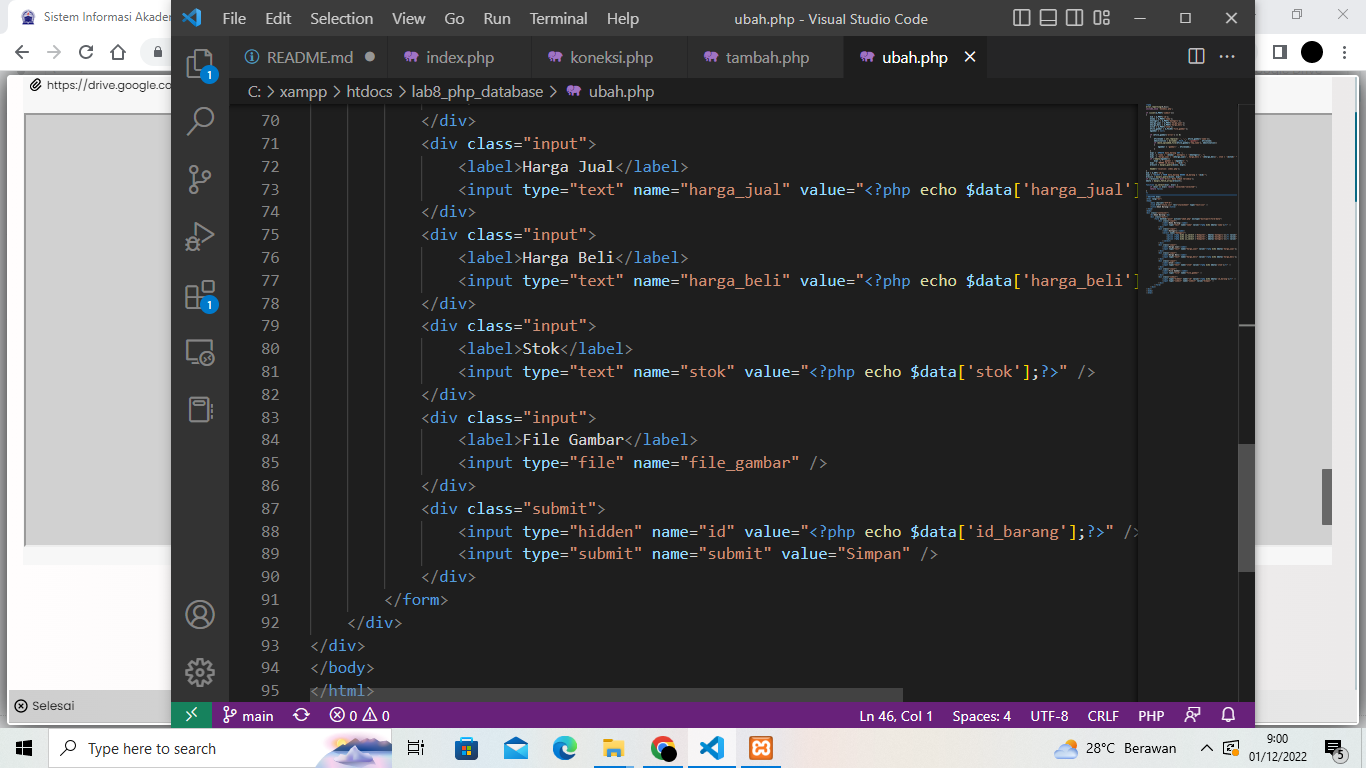 Sistem Informasi Akader
File Edit Selection View Go Run Terminal Help
ubah.php - Visual Studio Code
README.md
index.php
koneksi.php
tambah.php
ubah.php
https://drive.google.co
C: > xampp > htdocs > lab8_php_database > ubah.php
70 </div>
71 <div class="input">
72 <label>Harga Jual</label>
73 <input type="text" name="harga_jual" value="<?php echo $data['harga_jual']
74 </div>
75 <div class="input">
76 <label>Harga Beli</label>
77 <input type="text" name="harga_beli" value="<?php echo $data['harga_beli']
78 </div>
79 <div class="input">
80 <label>Stok</label>
81 <input type="text" name="stok" value="<?php echo $data['stok'];?>" />
82 </div>
83 <div class="input">
84 <label>File Gambar</label>
85 <input type="file" name="file_gambar" />
86 </div>
87 <div class="submit">
88 <input type="hidden" name="id" value="<?php echo $data['id_barang'];?>" />
89 <input type="submit" name="submit" value="Simpan" />
90 </div>
91 </form>
92 </div>
93 </div>
94 </body>
95 </html>
1
1
Selesai
main
0 0
Ln 46, Col 1
Spaces: 4
UTF-8
CRLF
PHP
Type here to search
28°C Berawan
9:00
01/12/2022
5